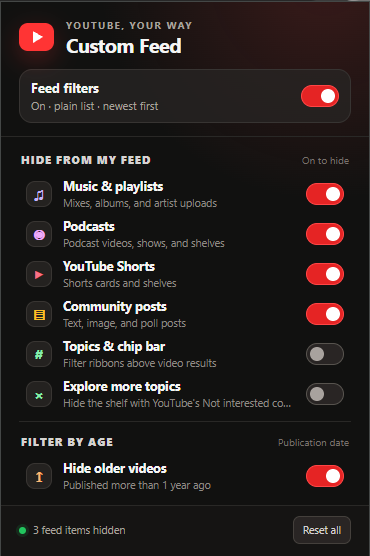 YOUTUBE, YOUR WAY
Custom Feed
Feed filters
On · plain list · newest first
HIDE FROM MY FEED
On to hide
Music & playlists
Mixes, albums, and artist uploads
Podcasts
Podcast videos, shows, and shelves
YouTube Shorts
Shorts cards and shelves
Community posts
Text, image, and poll posts
#
Topics & chip bar
Filter ribbons above video results
×
Explore more topics
Hide the shelf with YouTube's Not interested co...
FILTER BY AGE
Publication date
Hide older videos
Published more than 1 year ago
3 feed items hidden
Reset all